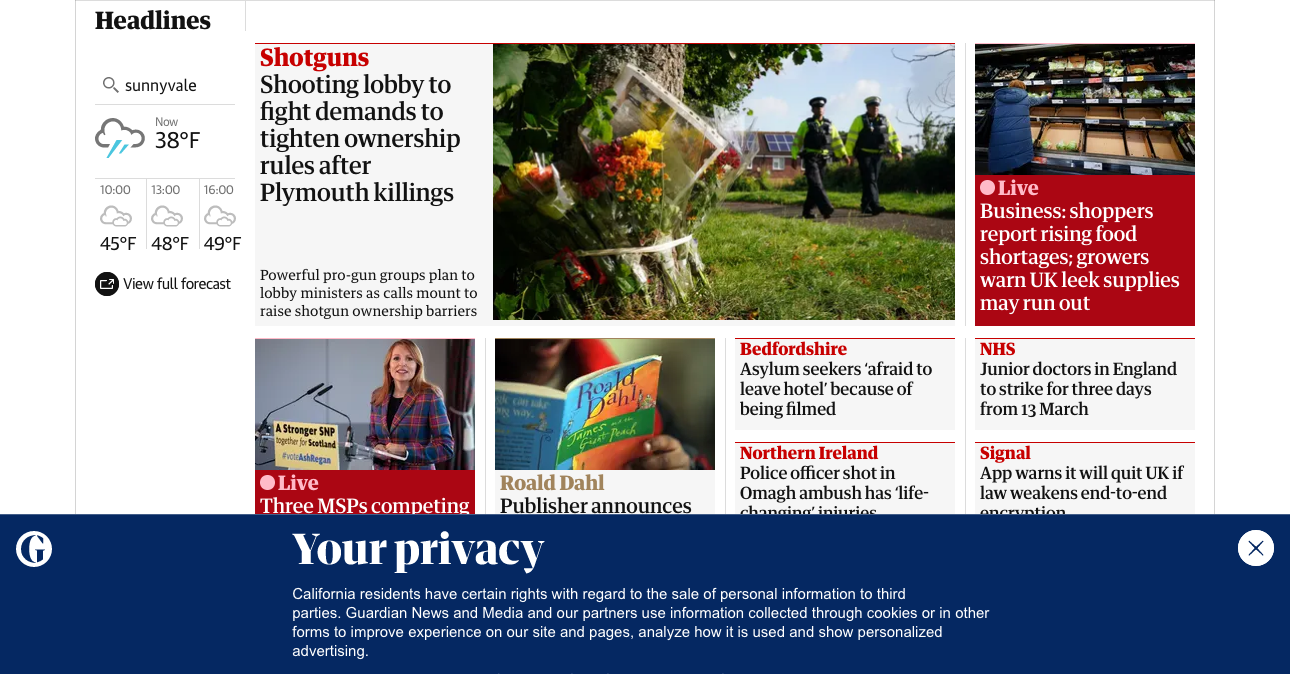 Headlines
sunnyvale
Now
38°F
10:00
45°F
13:00
48°F
16:00
49°F
View full forecast
Shotguns
Shooting lobby to
fight demands to
tighten ownership
rules after
Plymouth killings
Powerful pro-gun groups plan to
lobby ministers as calls mount to
raise shotgun ownership barriers
Live
Business: shoppers
report rising food
shortages; growers
warn UK leek supplies
may run out
A Stronger SNP
together for Scotland
#voteAshRegan
Live
Three MSPs competing
Roald
Dahl
James and the
Giant Peach
Roald Dahl
Publisher announces
Bedfordshire
Asylum seekers ‘afraid to
leave hotel’ because of
being filmed
Northern Ireland
Police officer shot in
Omagh ambush has ‘life-
changing’ injuries
NHS
Junior doctors in England
to strike for three days
from 13 March
Signal
App warns it will quit UK if
law weakens end-to-end
encryption
Your privacy
California residents have certain rights with regard to the sale of personal information to third
parties. Guardian News and Media and our partners use information collected through cookies or in other
forms to improve experience on our site and pages, analyze how it is used and show personalized
advertising.